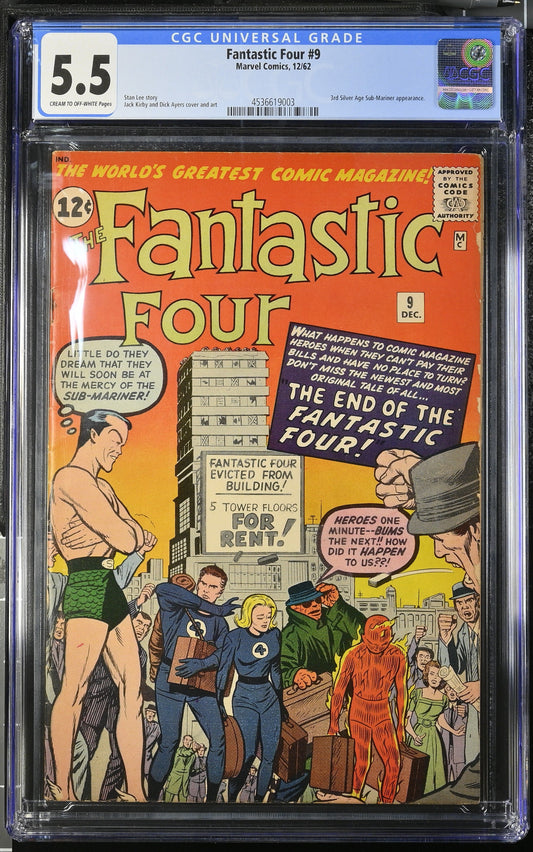 CGC UNIVERSAL GRADE
5.5
CREAM TO OFF-WHITE Pages
Fantastic Four #9
Marvel Comics, 12/62
Stan Lee story
Jack Kirby and Dick Ayers cover and art
4536619003
3rd Silver Age Sub-Mariner appearance.
CGC
IND.
THE WORLD'S GREATEST COMIC MAGAZINE!
12¢
APPROVED
BY THE
COMICS
CODE
CA
AUTHORITY
THE
FANTASTIC
FOUR
M
C
9
DEC.
LITTLE DO THEY
DREAM THAT THEY
WILL SOON BE AT
THE MERCY OF THE
SUB-MARINER!
WHAT HAPPENS TO COMIC MAGAZINE
HEROES WHEN THEY CAN'T PAY THEIR
BILLS AND HAVE NO PLACE TO TURN?
DON'T MISS THE NEWEST AND MOST
ORIGINAL TALE OF ALL...
"THE END OF THE
FANTASTIC
FOUR!"
FANTASTIC FOUR
EVICTED FROM
BUILDING!
5 TOWER FLOORS
FOR
RENT!
HEROES ONE
MINUTE--BUMS
THE NEXT!! HOW
DID IT HAPPEN
TO US??!
4
4
4